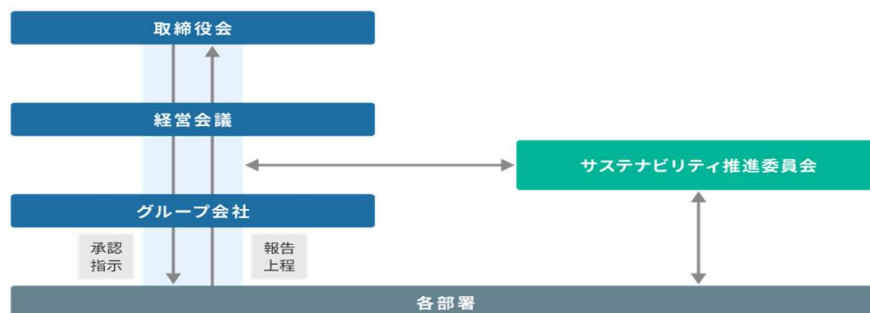 取締役会
経営会議
サステナビリティ推進委員会
グループ会社
承認
指示
報告
上程
各部署